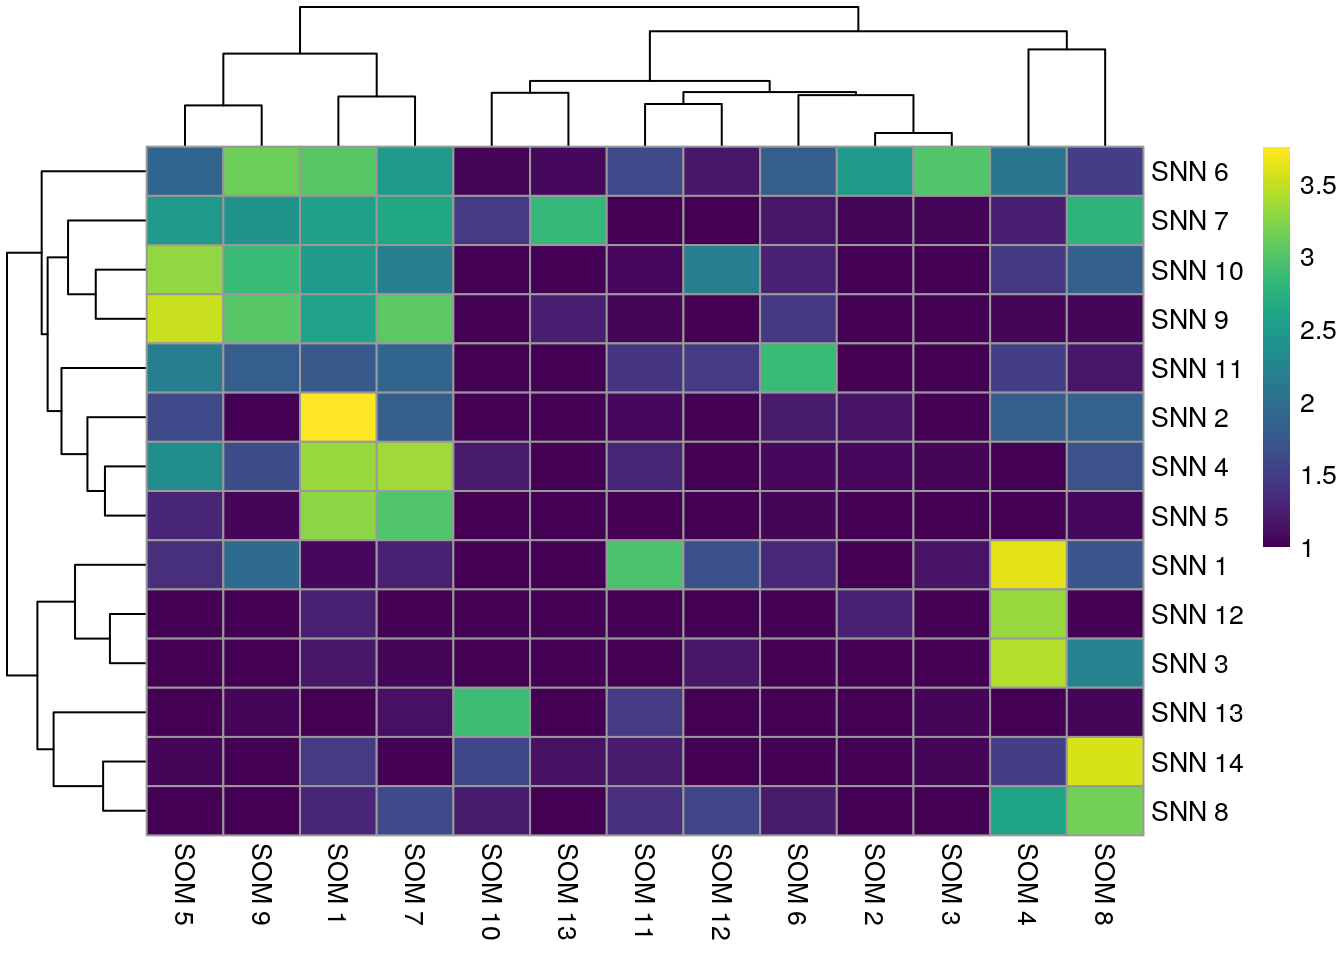 SNN 6
SNN 7
SNN 10
SNN 9
SNN 11
SNN 2
SNN 4
SNN 5
SNN 1
SNN 12
SNN 3
SNN 13
SNN 14
SNN 8
3.5
3
2.5
2
1.5
1
SOM 5
SOM 9
SOM 1
SOM 7
SOM 10
SOM 13
SOM 11
SOM 12
SOM 6
SOM 2
SOM 3
SOM 4
SOM 8